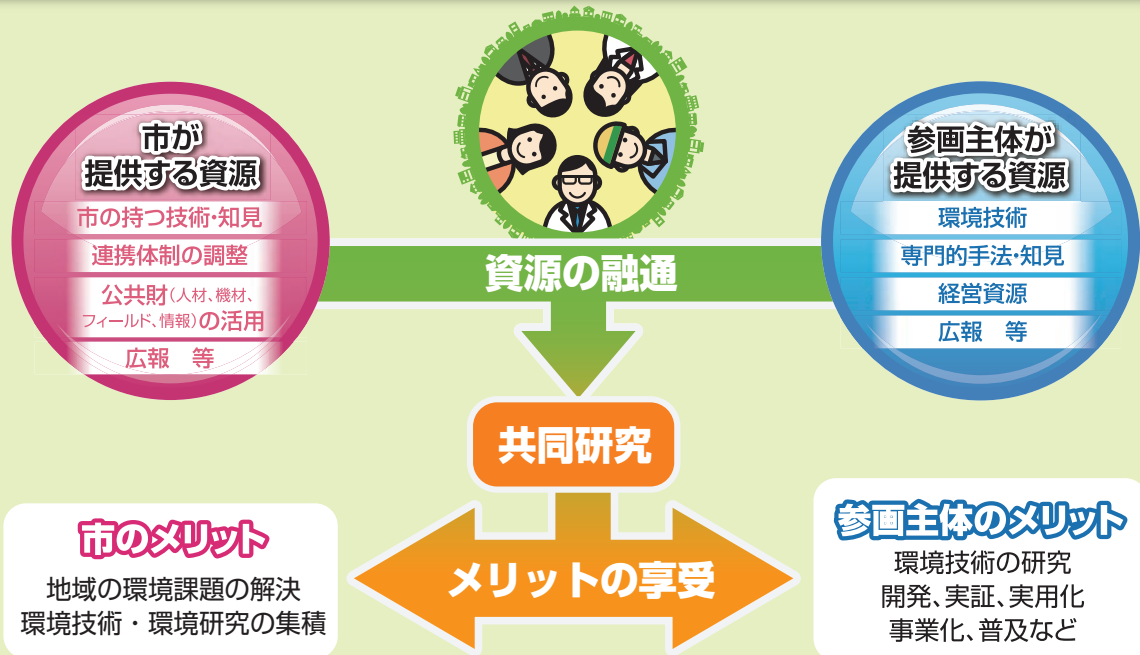 市が
提供する資源
市の持つ技術・知見
連携体制の調整
公共財(人材、機材、
フィールド、情報)の活用
広報　等
参画主体が
提供する資源
環境技術
専門的手法・知見
経営資源
広報　等
資源の融通
共同研究
メリットの享受
市のメリット
地域の環境課題の解決
環境技術・環境研究の集積
参画主体のメリット
環境技術の研究
開発、実証、実用化
事業化、普及など